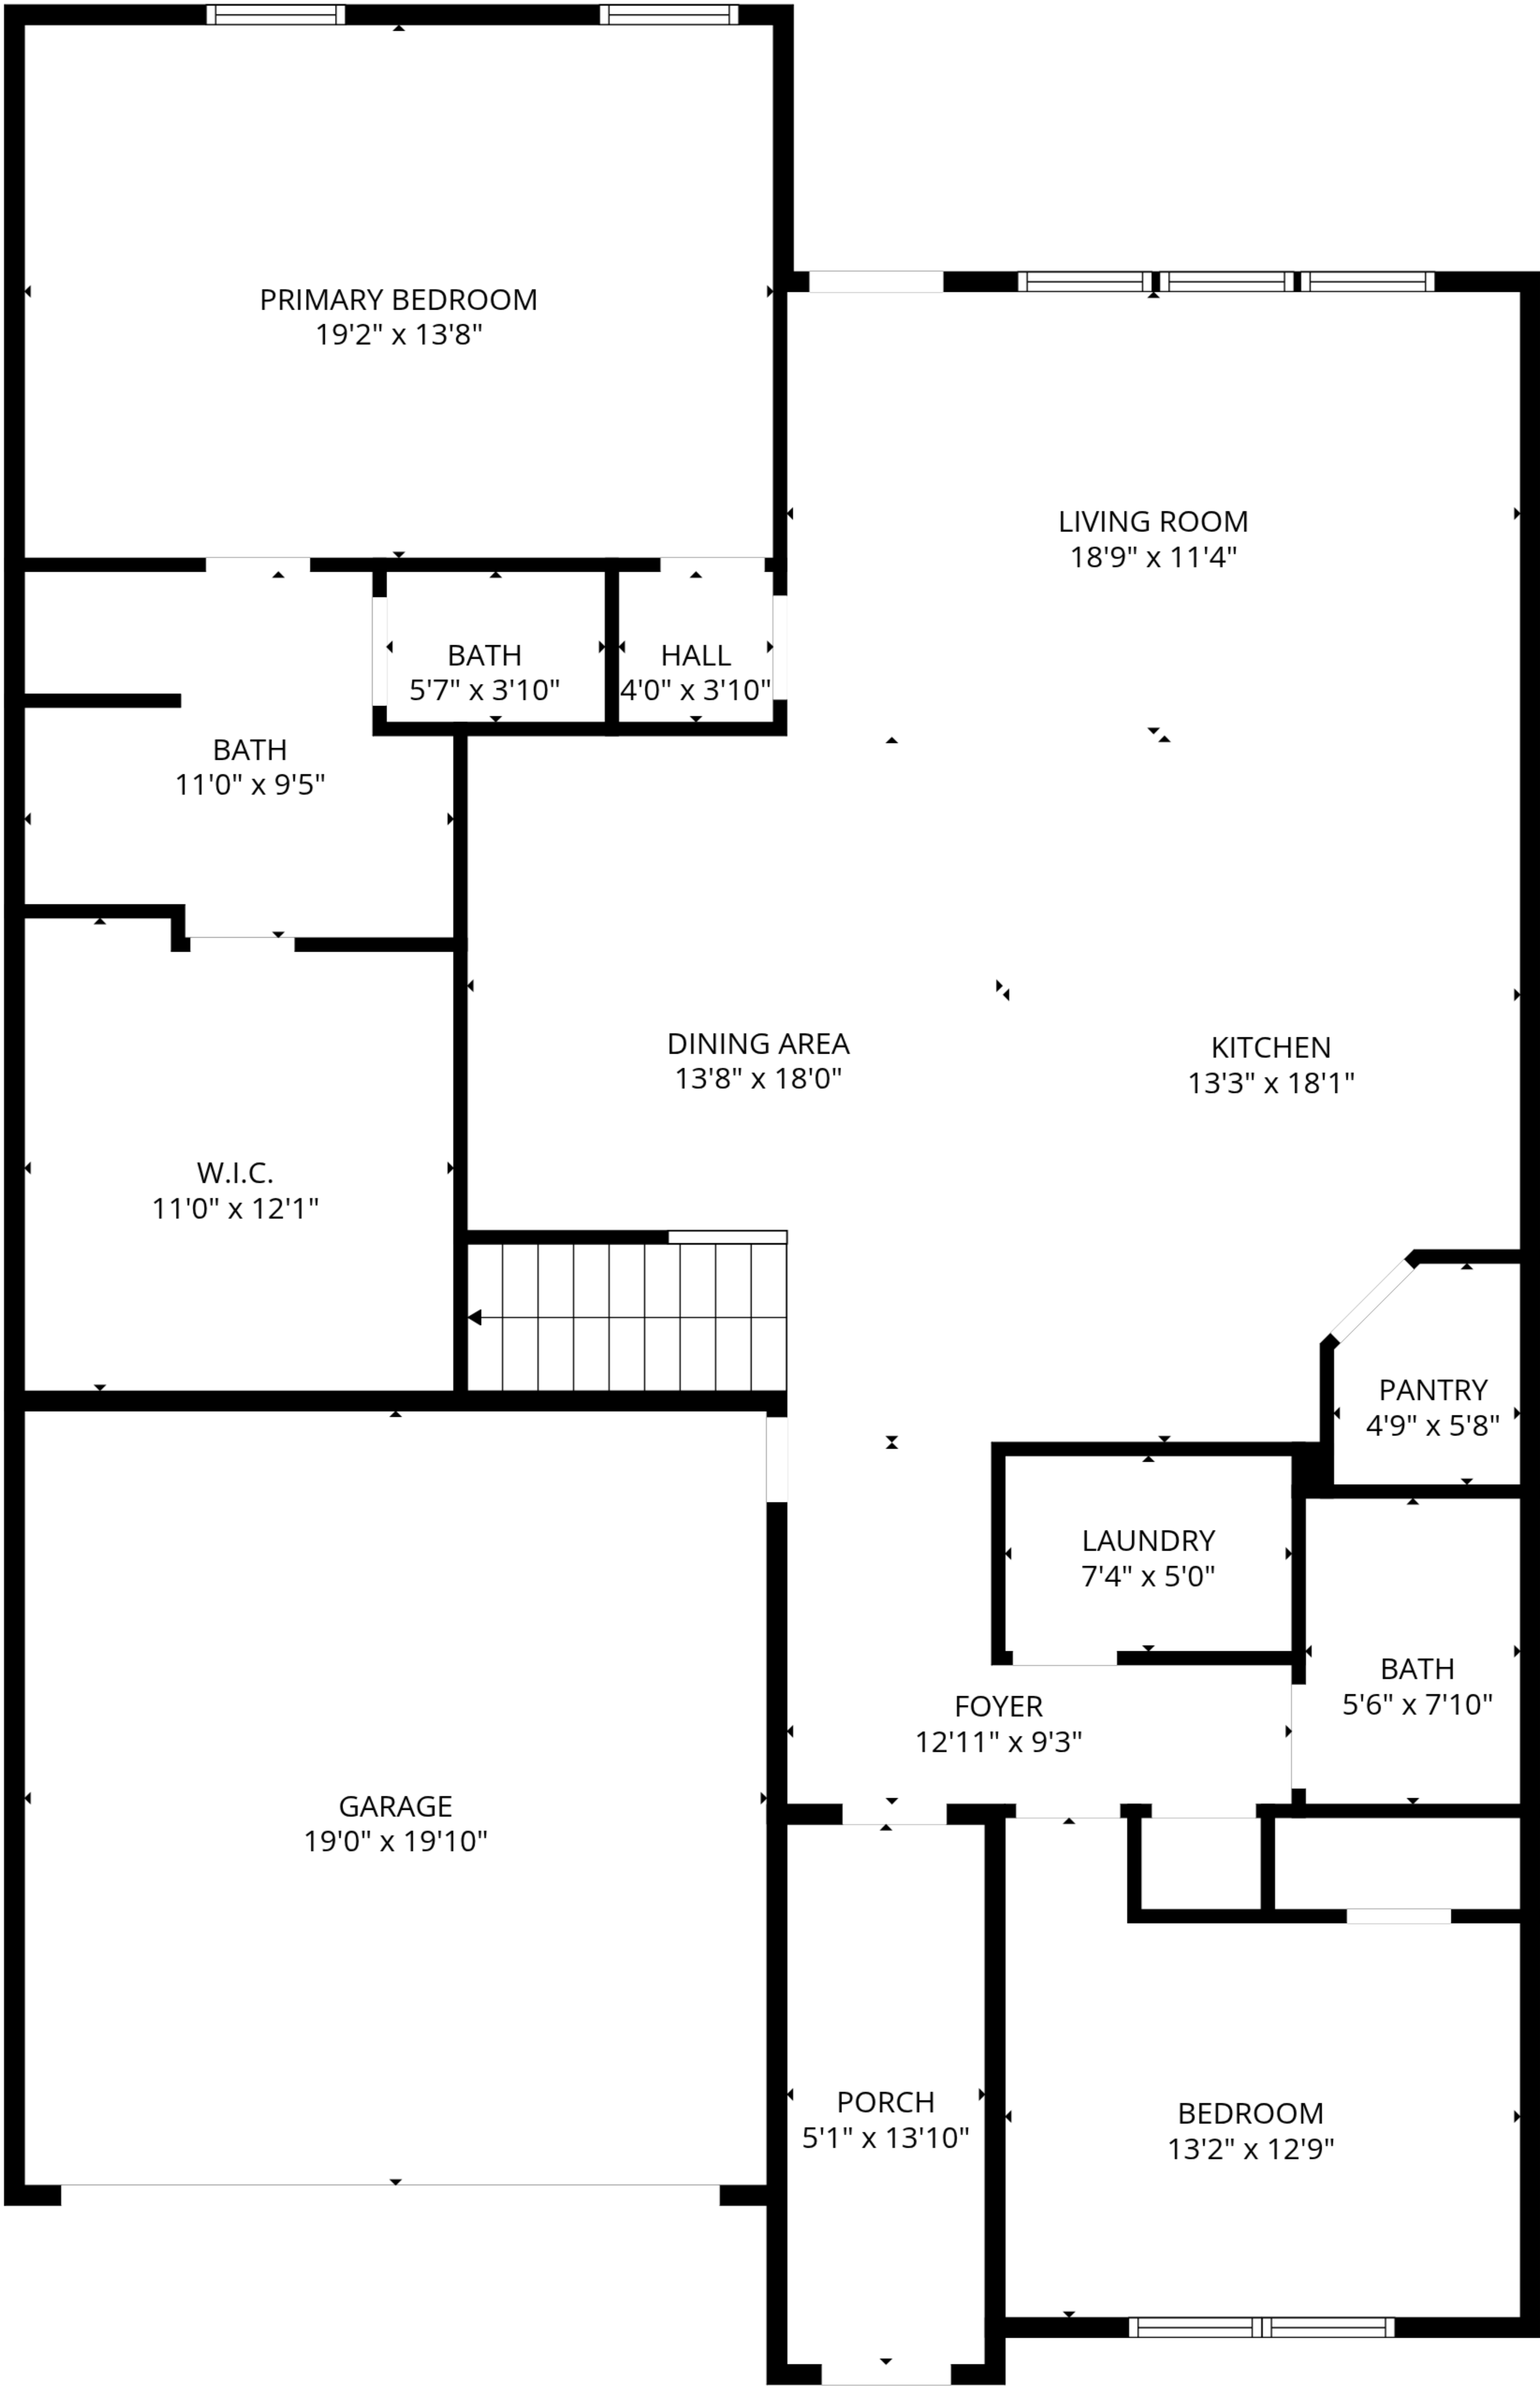 PRIMARY BEDROOM
19'2" x 13'8"
LIVING ROOM
18'9" x 11'4"
BATH
5'7" x 3'10"
HALL
4'0" x 3'10"
BATH
11'0" x 9'5"
DINING AREA
13'8" x 18'0"
KITCHEN
13'3" x 18'1"
W.I.C.
11'0" x 12'1"
PANTRY
4'9" x 5'8"
LAUNDRY
7'4" x 5'0"
BATH
5'6" x 7'10"
FOYER
12'11" x 9'3"
GARAGE
19'0" x 19'10"
PORCH
5'1" x 13'10"
BEDROOM
13'2" x 12'9"